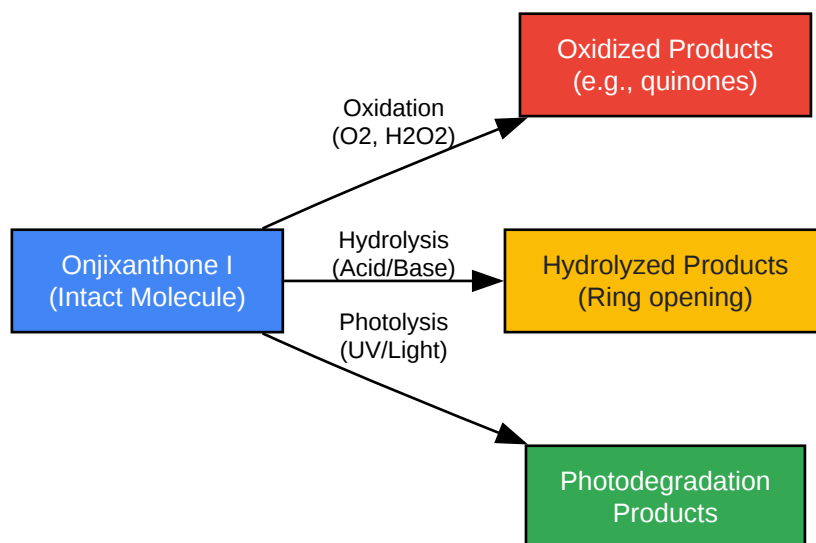 Oxidized Products
(e.g., quinones)
Oxidation
(O2, H2O2)
Onjixanthone I
(Intact Molecule)
Hydrolysis
(Acid/Base)
Hydrolyzed Products
(Ring opening)
Photolysis
(UV/Light)
Photodegradation
Products